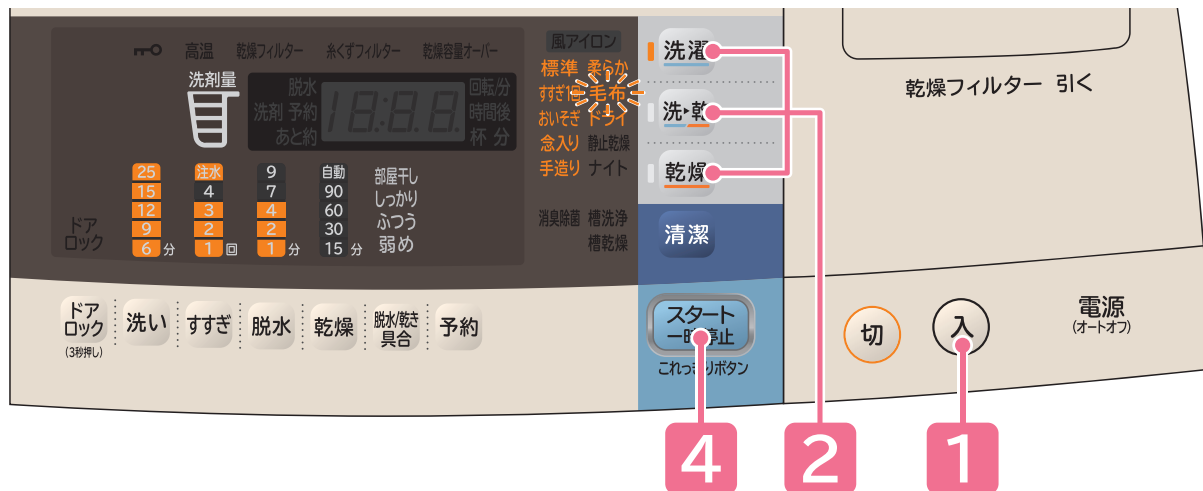 高温 乾燥フィルター 糸くずフィルター 乾燥容量オーバー
洗剤量
脱水 回転/分
洗剤 予約 18:8.8. 時間後
あと約 杯 分
風アイロン
標準 柔らか
すすぎ1回 毛布
おいそぎ ドライ
念入り 静止乾燥
手造り ナイト
消臭除菌 槽洗浄
槽乾燥
25 注水 9 自動 部屋干し
15 4 7 90 しっかり
12 3 4 60 ふつう
9 2 2 30 弱め
6 分 1 回 1 分 15 分
ドア
ロック
洗濯
洗▸乾
乾燥
清潔
乾燥フィルター 引く
ドア
ロック
(3秒押し)
洗い
すすぎ
脱水
乾燥
脱水/乾き
具合
予約
スタート
一時停止
これっきりボタン
切
入
電源
(オートオフ)
4
2
1